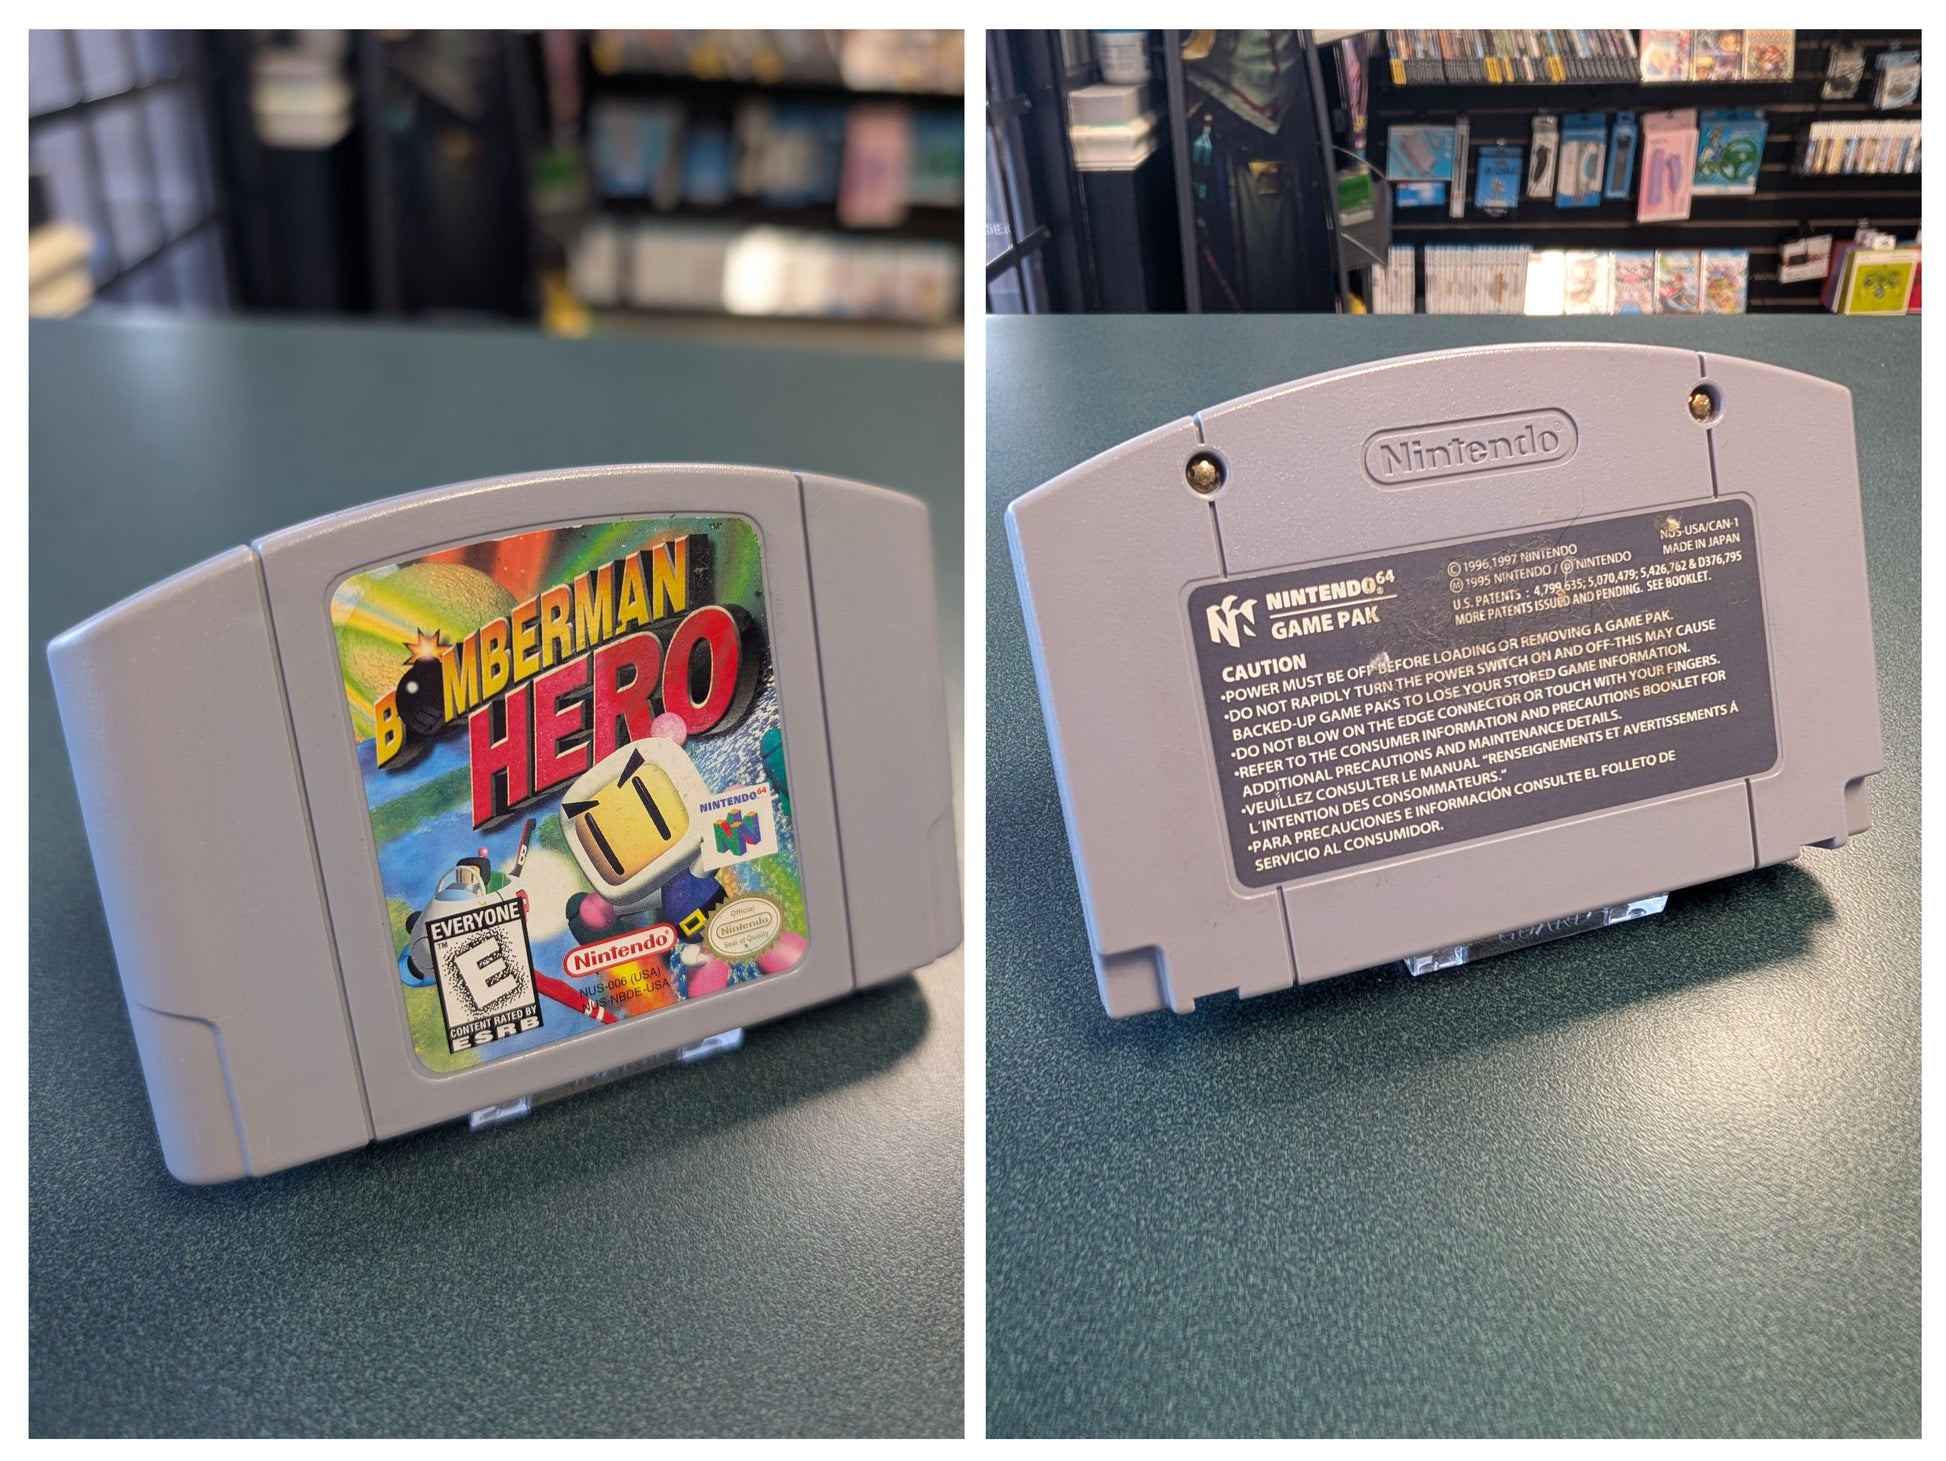 BOMBERMAN
HERO
TM
NINTENDO64
EVERYONE
TM
E
CONTENT RATED BY
ESRB
Nintendo®
Official
Nintendo
Seal of Quality
NUS-006 (USA)
NUS-NBDE-USA
Nintendo®
NINTENDO®64
GAME PAK
©1996,1997 NINTENDO
Ⓜ1995 NINTENDO / ⓅNINTENDO
U.S. PATENTS : 4,799,635; 5,070,479; 5,426,762 & D376,795
MORE PATENTS ISSUED AND PENDING. SEE BOOKLET.
NUS-USA/CAN-1
MADE IN JAPAN
CAUTION
•POWER MUST BE OFF BEFORE LOADING OR REMOVING A GAME PAK.
•DO NOT RAPIDLY TURN THE POWER SWITCH ON AND OFF-THIS MAY CAUSE
BACKED-UP GAME PAKS TO LOSE YOUR STORED GAME INFORMATION.
•DO NOT BLOW ON THE EDGE CONNECTOR OR TOUCH WITH YOUR FINGERS.
•REFER TO THE CONSUMER INFORMATION AND PRECAUTIONS BOOKLET FOR
ADDITIONAL PRECAUTIONS AND MAINTENANCE DETAILS.
•VEUILLEZ CONSULTER LE MANUAL "RENSEIGNEMENTS ET AVERTISSEMENTS Á
L'INTENTION DES CONSOMMATEURS."
•PARA PRECAUCIONES E INFORMACIÓN CONSULTE EL FOLLETO DE
SERVICIO AL CONSUMIDOR.